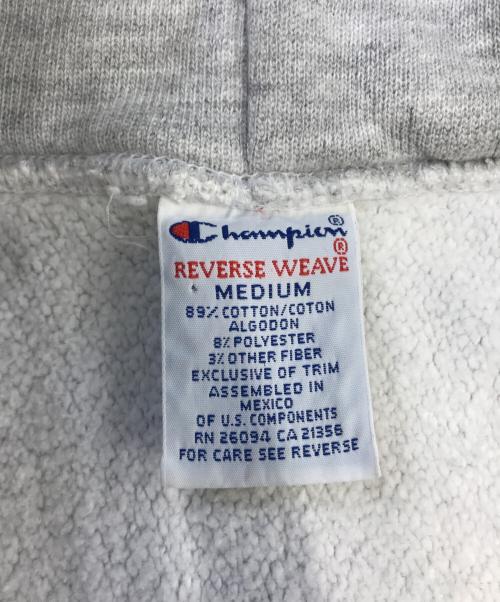 Champion®
REVERSE WEAVE®
MEDIUM
89% COTTON/COTON
ALGODON
8% POLYESTER
3% OTHER FIBER
EXCLUSIVE OF TRIM
ASSEMBLED IN
MEXICO
OF U.S. COMPONENTS
RN 26094 CA 21356
FOR CARE SEE REVERSE